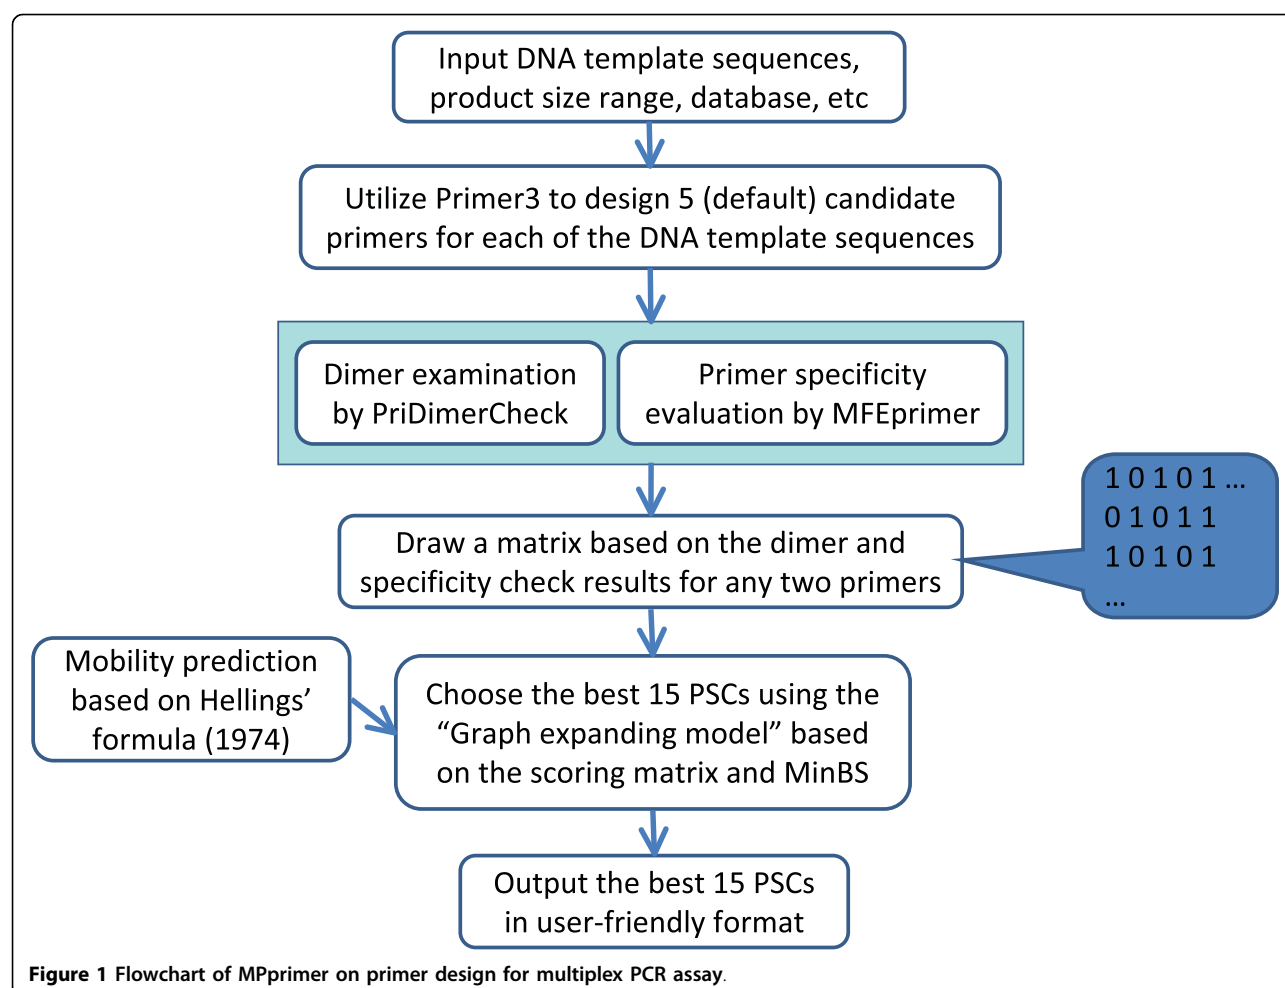 Input DNA template sequences,
product size range, database, etc
Utilize Primer3 to design 5 (default) candidate
primers for each of the DNA template sequences
Dimer examination
by PriDimerCheck
Primer specificity
evaluation by MFEprimer
1 0 1 0 1 ...
0 1 0 1 1
1 0 1 0 1
...
Draw a matrix based on the dimer and
specificity check results for any two primers
Mobility prediction
based on Hellings’
formula (1974)
Choose the best 15 PSCs using the
“Graph expanding model” based
on the scoring matrix and MinBS
Output the best 15 PSCs
in user-friendly format
Figure 1 Flowchart of MPprimer on primer design for multiplex PCR assay.